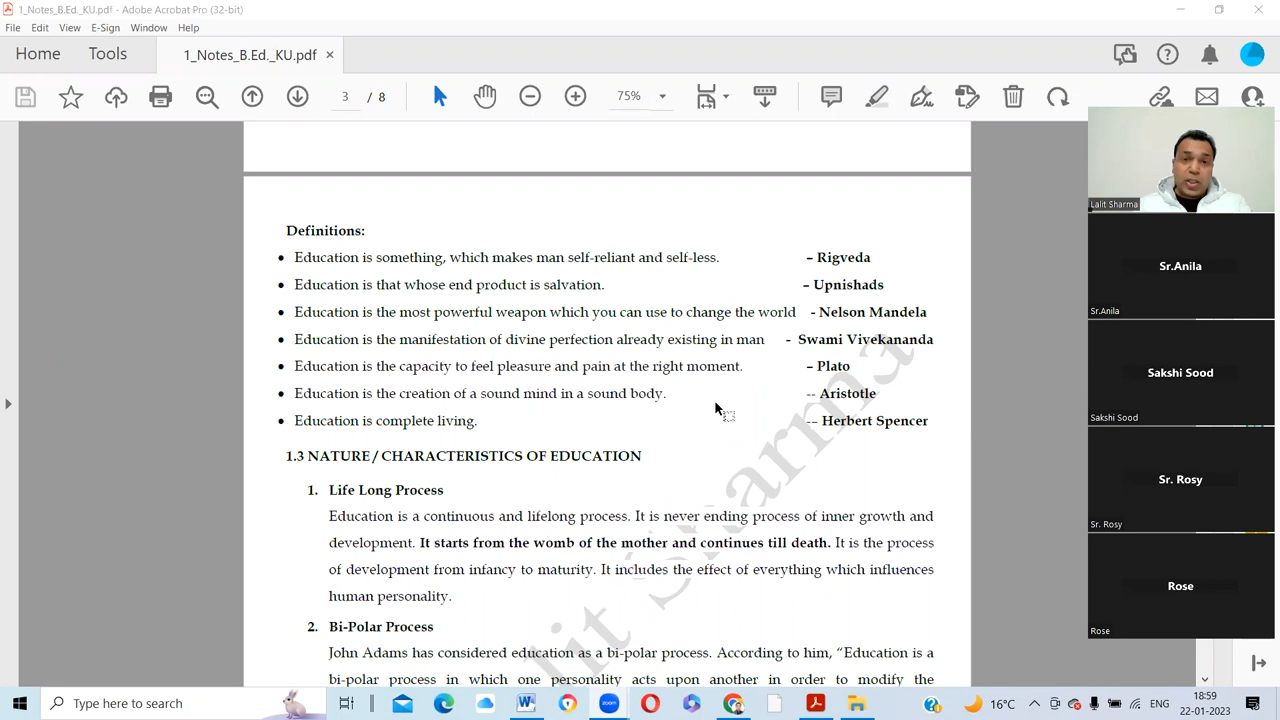 1_Notes_B.Ed._KU.pdf - Adobe Acrobat Pro (32-bit)
File Edit View E-Sign Window Help
Home Tools 1_Notes_B.Ed._KU.pdf ×
3 / 8 75%
Definitions:
• Education is something, which makes man self-reliant and self-less. – Rigveda
• Education is that whose end product is salvation. – Upnishads
• Education is the most powerful weapon which you can use to change the world - Nelson Mandela
• Education is the manifestation of divine perfection already existing in man - Swami Vivekananda
• Education is the capacity to feel pleasure and pain at the right moment. – Plato
• Education is the creation of a sound mind in a sound body. -- Aristotle
• Education is complete living. -- Herbert Spencer
1.3 NATURE / CHARACTERISTICS OF EDUCATION
1. Life Long Process
Education is a continuous and lifelong process. It is never ending process of inner growth and
development. It starts from the womb of the mother and continues till death. It is the process
of development from infancy to maturity. It includes the effect of everything which influences
human personality.
2. Bi-Polar Process
John Adams has considered education as a bi-polar process. According to him, “Education is a
bi-polar process in which one personality acts upon another in order to modify the
lit Sharma
Lalit Sharma
Sr.Anila
Sr.Anila
Sakshi Sood
Sakshi Sood
Sr. Rosy
Sr. Rosy
Rose
Rose
Type here to search
zoom
16°C ENG 18:59
22-01-2023